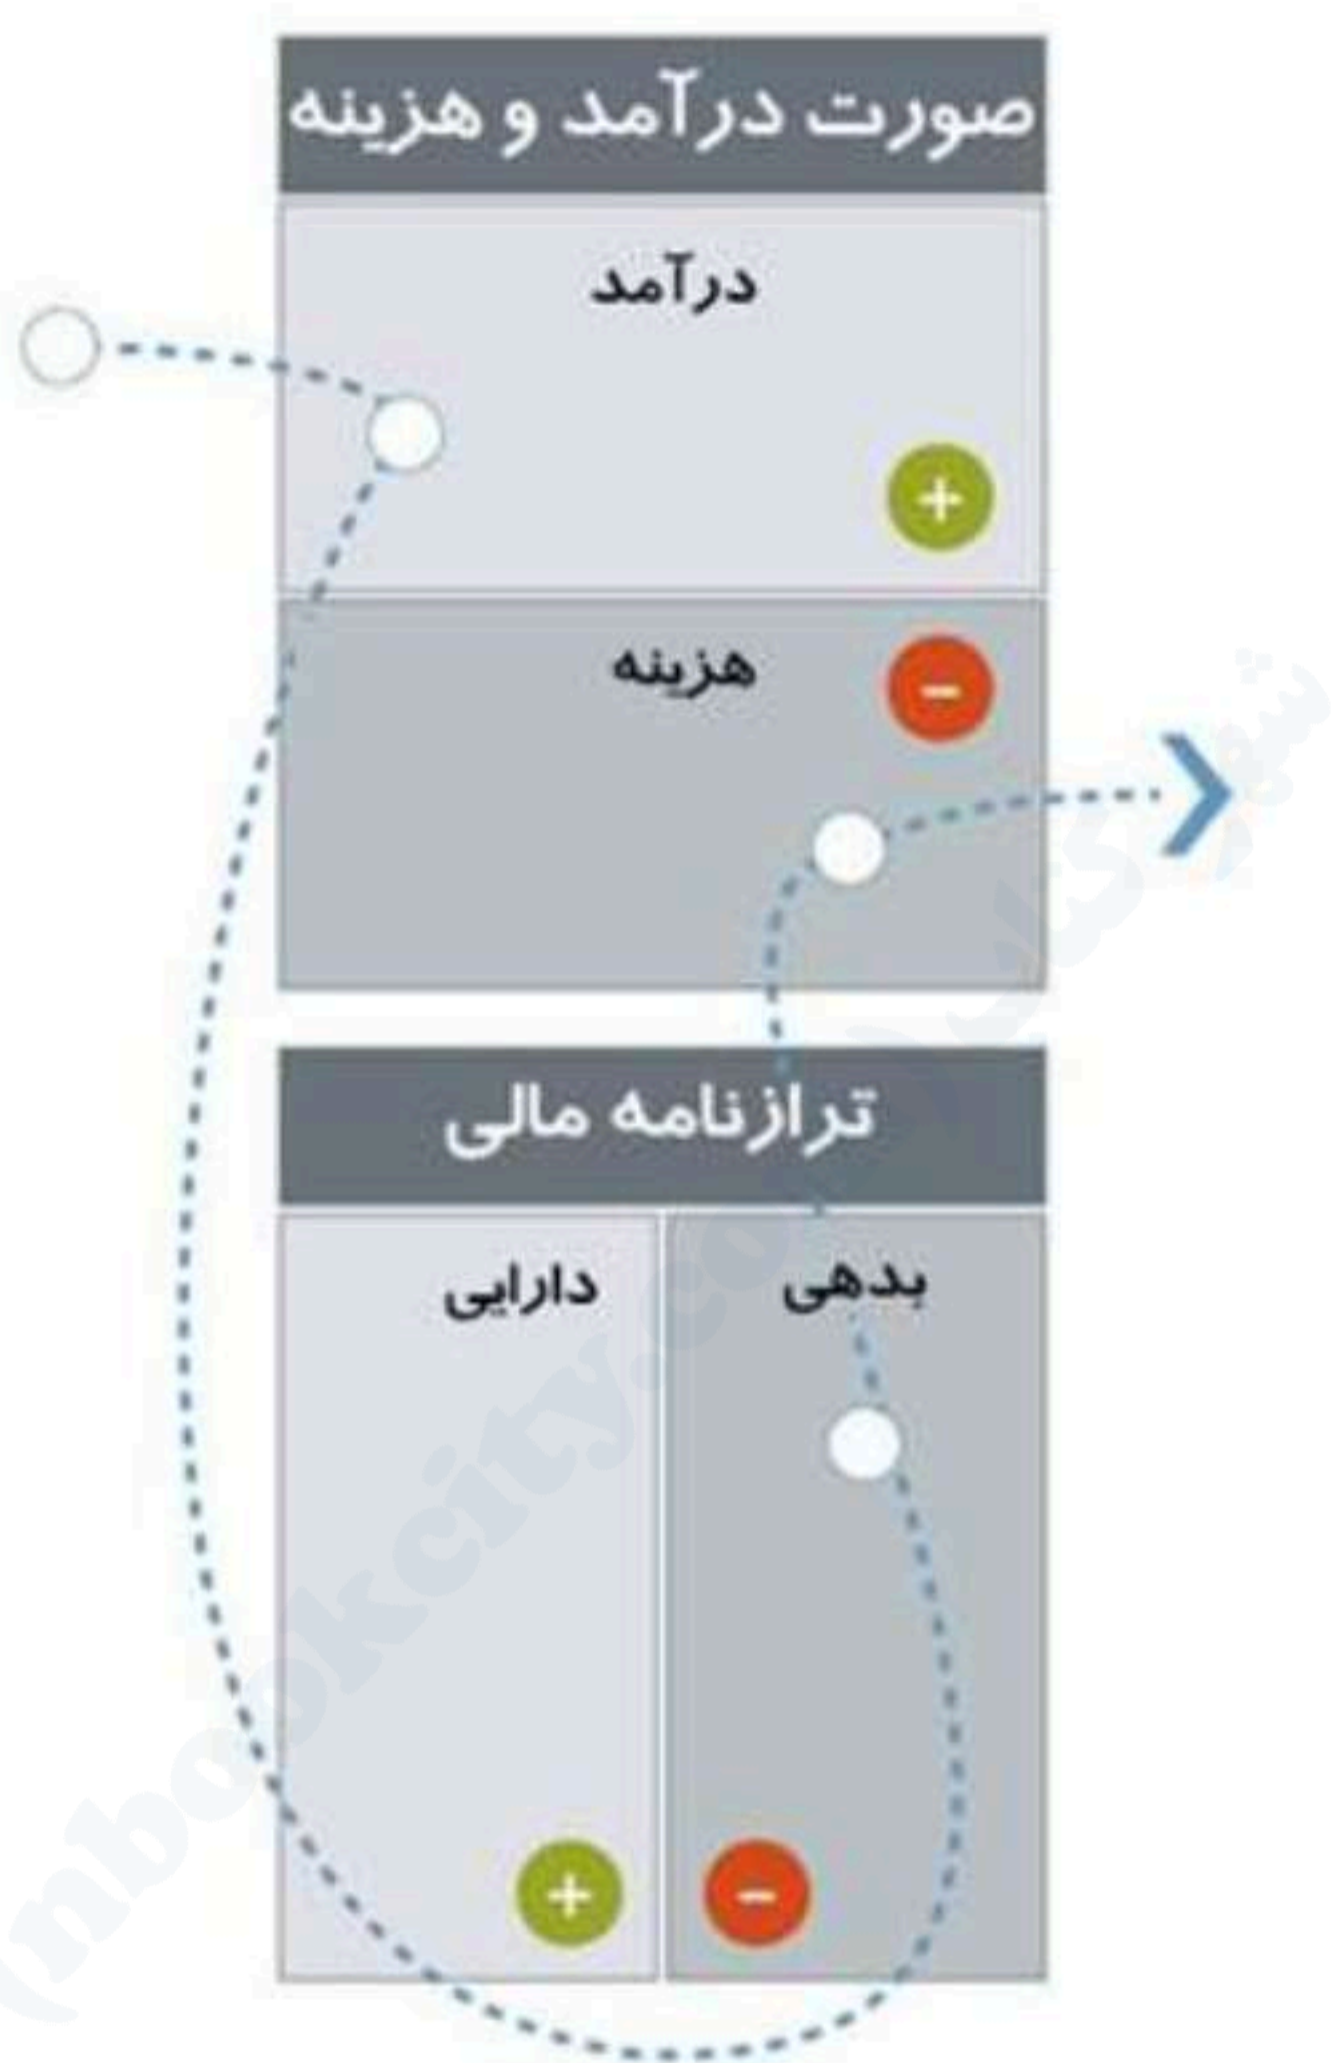 صورت درآمد و هزینه
درآمد
+
هزینه
-
ترازنامه مالی
بدهی
دارایی
-
+